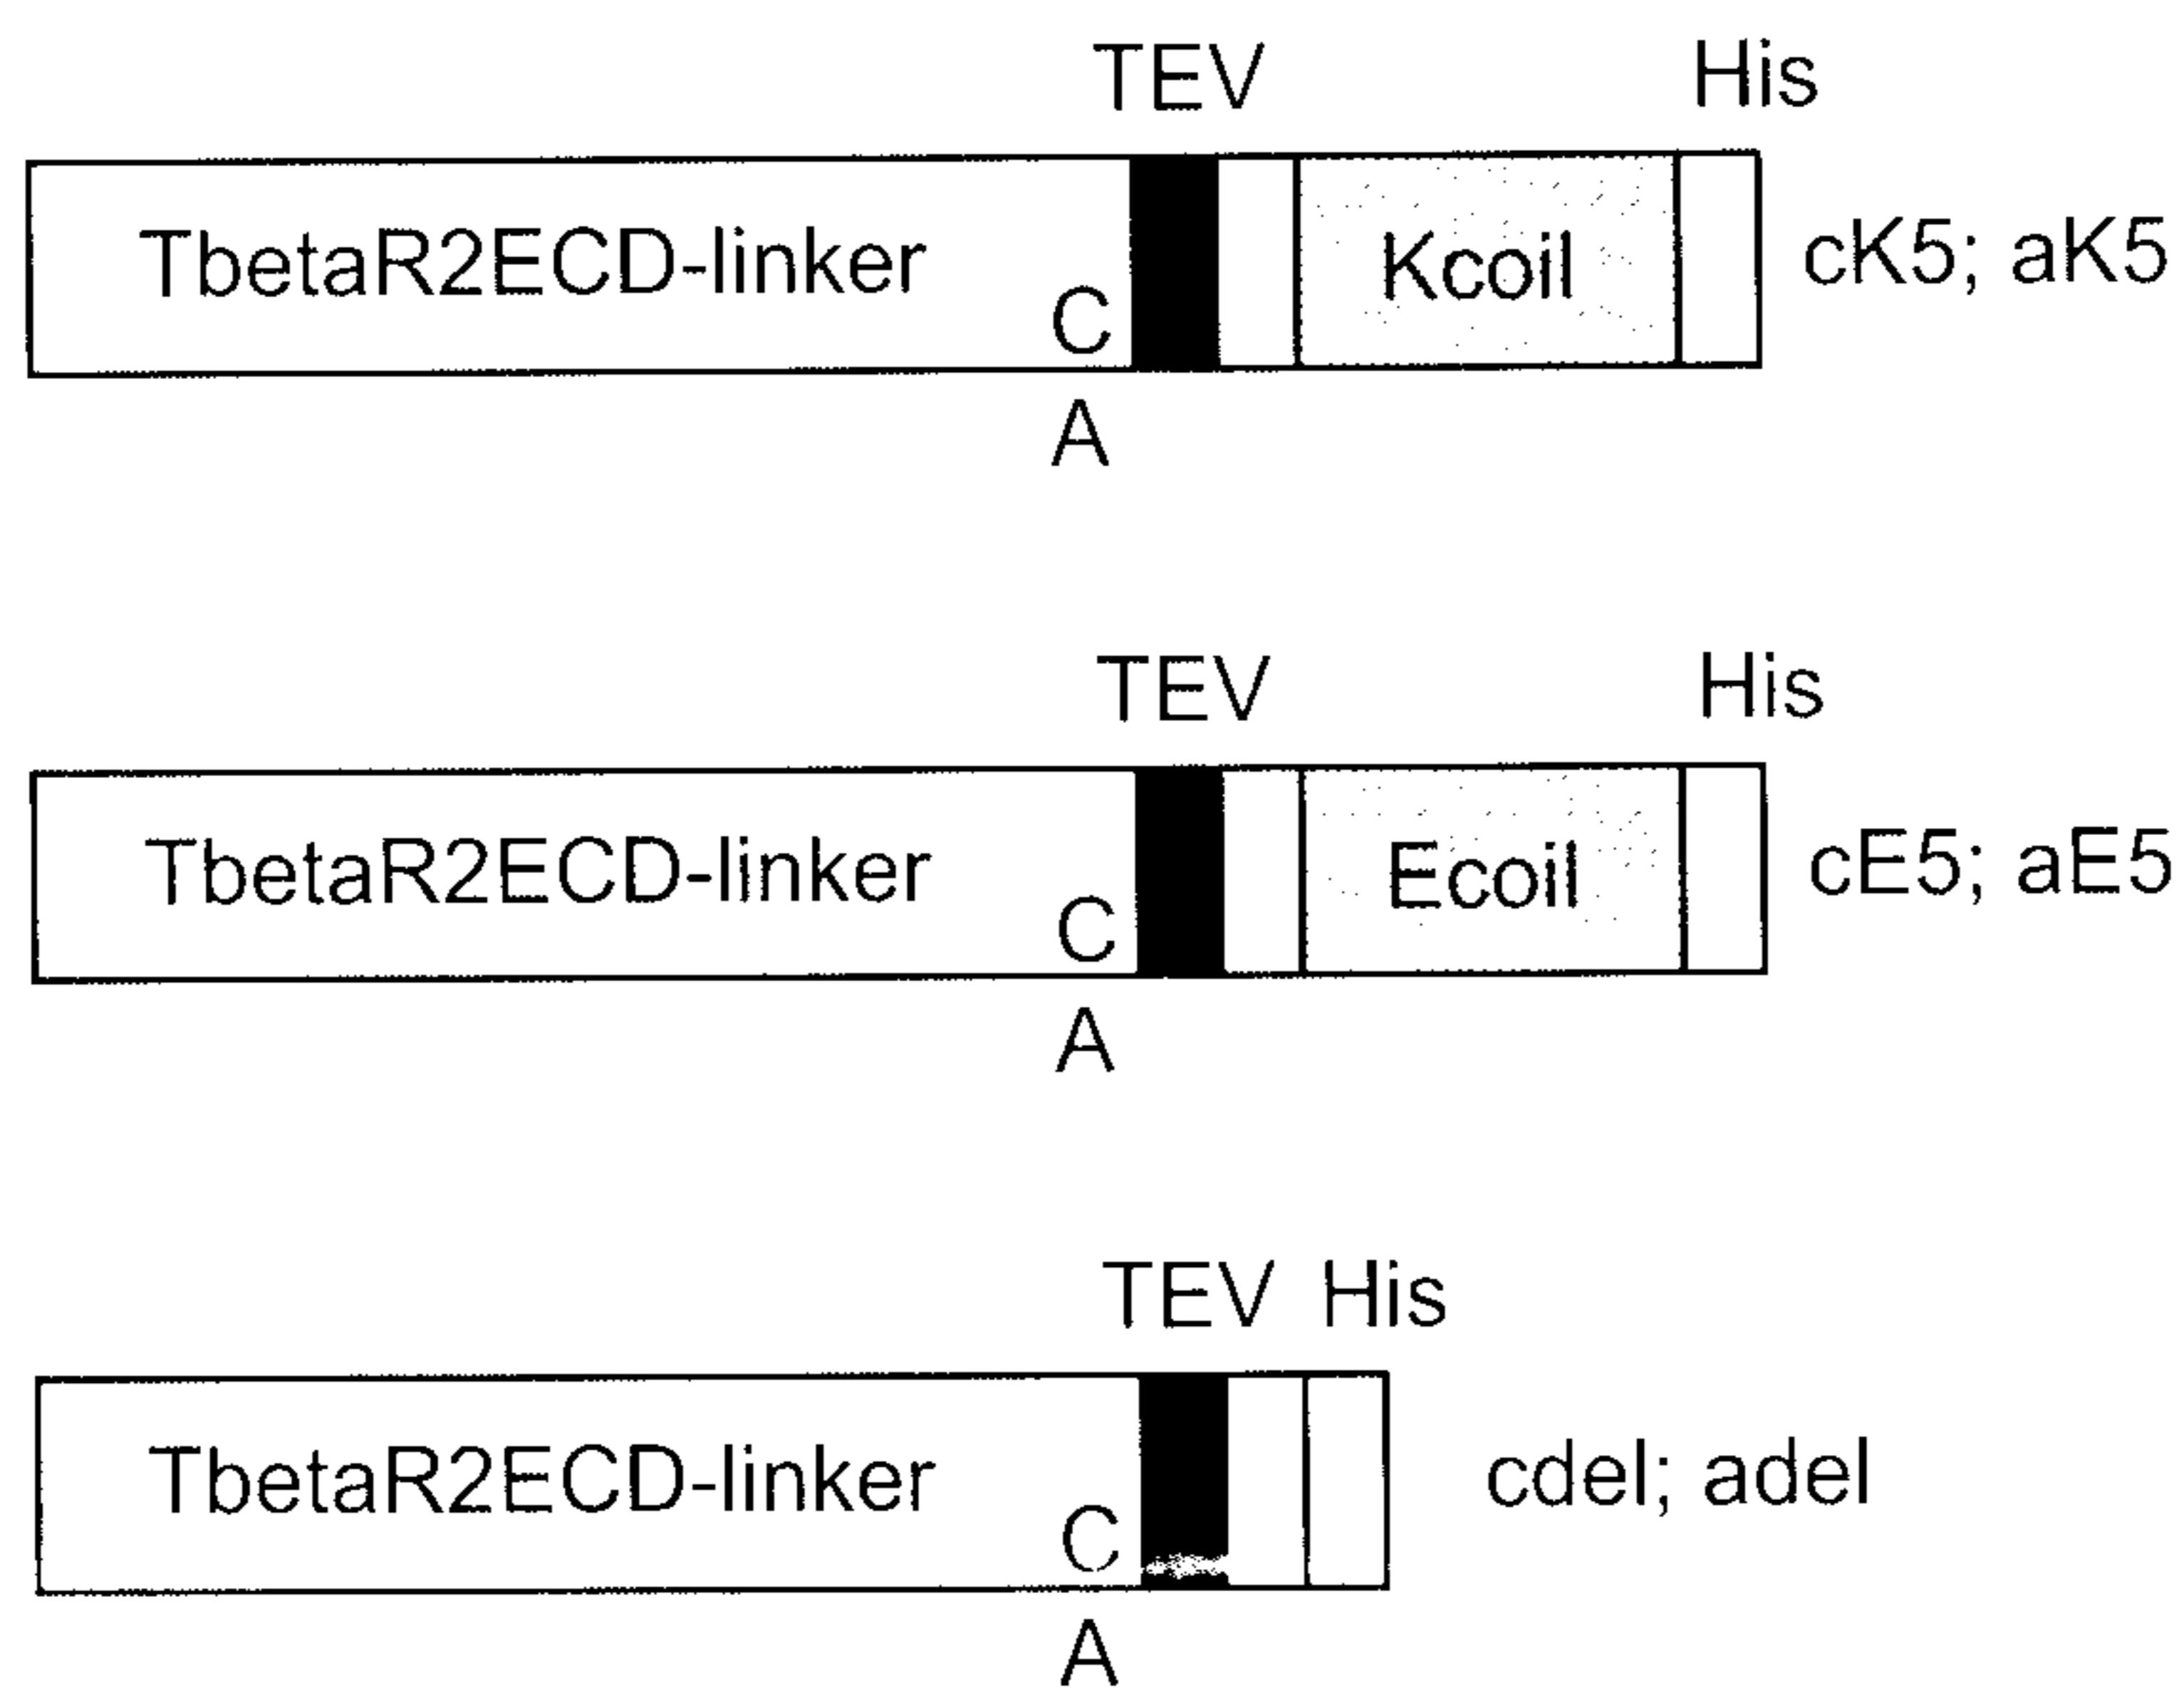 TEV His
TbetaR2ECD-linker C Kcoil cK5; aK5
A
TEV His
TbetaR2ECD-linker C Ecoil cE5; aE5
A
TEV His
TbetaR2ECD-linker C cdel; adel
A